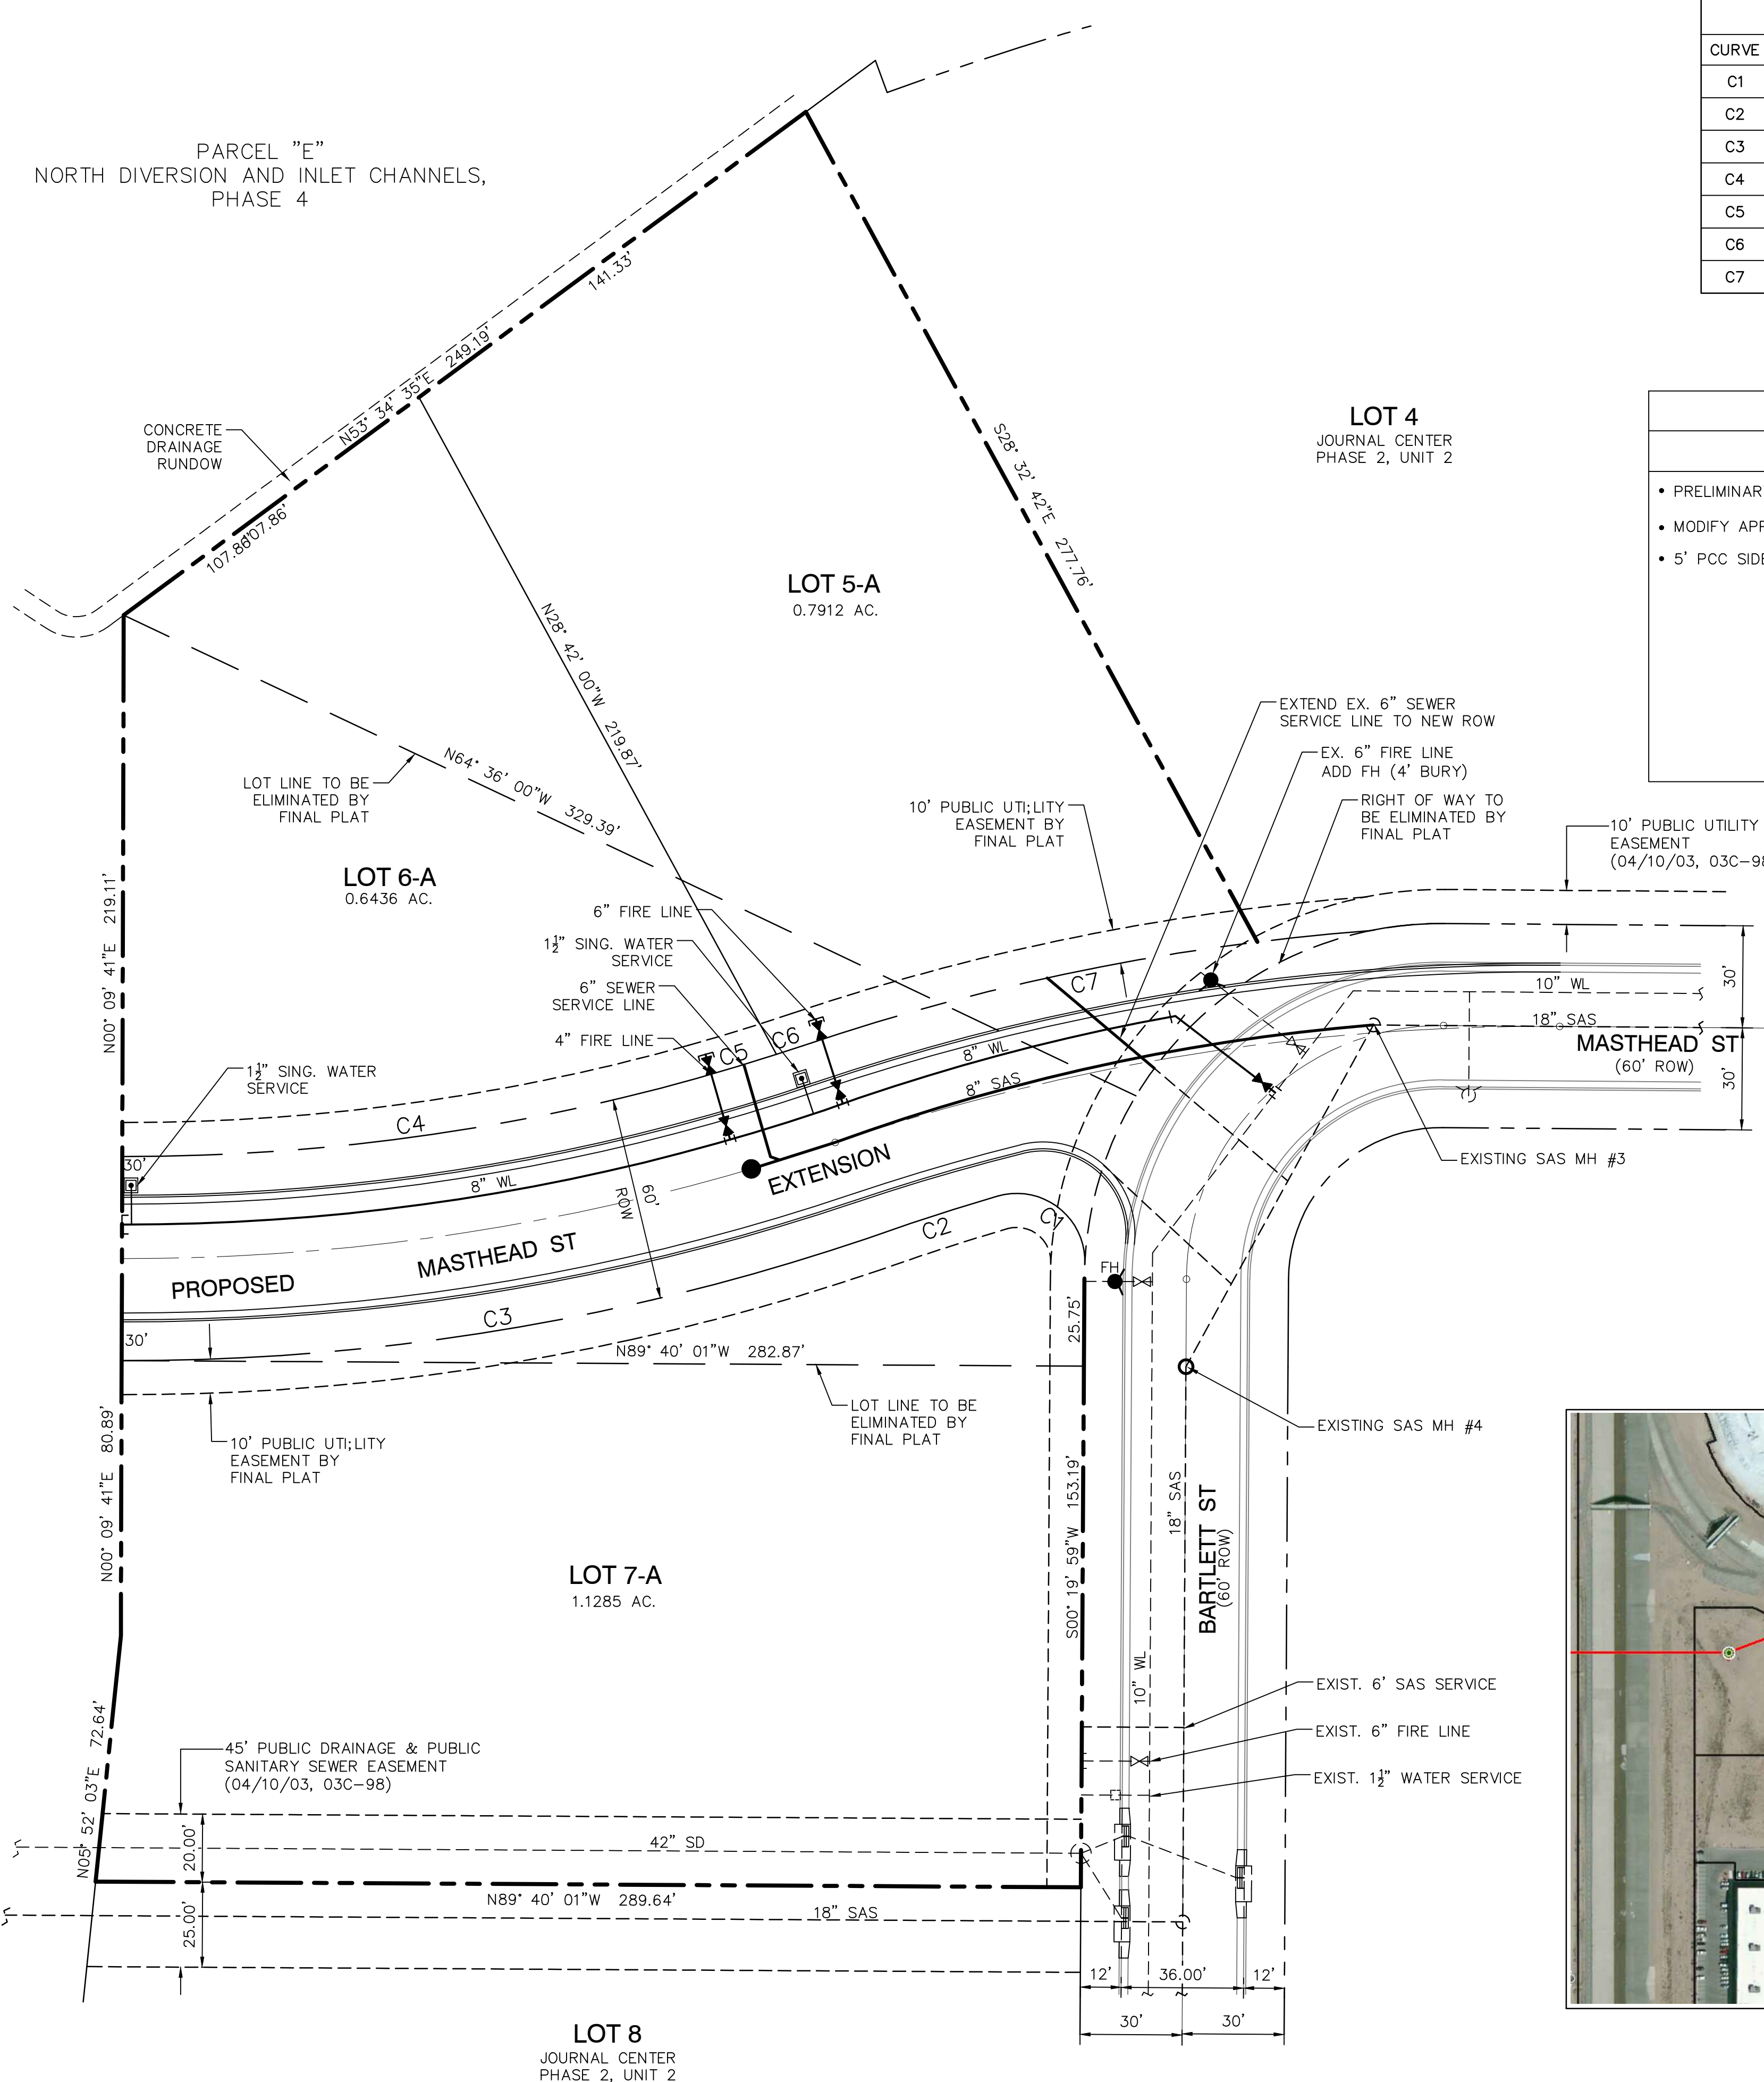 PARCEL "E"
NORTH DIVERSION AND INLET CHANNELS,
PHASE 4
CURVE
C1
C2
C3
C4
C5
C6
C7
141.33'
N53° 34' 35"E 249.19'
CONCRETE
DRAINAGE
RUNDOW
107.86'
107.86'
LOT 4
JOURNAL CENTER
PHASE 2, UNIT 2
S28° 32' 42"E 277.76'
• PRELIMINAR
• MODIFY APP
• 5' PCC SIDE
LOT 5-A
0.7912 AC.
N28° 42' 00"W 219.87'
EXTEND EX. 6" SEWER
SERVICE LINE TO NEW ROW
EX. 6" FIRE LINE
ADD FH (4' BURY)
RIGHT OF WAY TO
BE ELIMINATED BY
FINAL PLAT
LOT LINE TO BE
ELIMINATED BY
FINAL PLAT
N64° 36' 00"W 329.39'
10' PUBLIC UTI;LITY
EASEMENT BY
FINAL PLAT
10' PUBLIC UTILITY
EASEMENT
(04/10/03, 03C-98
LOT 6-A
0.6436 AC.
N00° 09' 41"E 219.11'
6" FIRE LINE
1½" SING. WATER
SERVICE
6" SEWER
SERVICE LINE
4" FIRE LINE
C5
C6
C7
10" WL
18" SAS
30'
MASTHEAD ST
(60' ROW)
30'
8" WL
8" SAS
1½" SING. WATER
SERVICE
C4
30'
8" WL
60'
ROW
EXTENSION
EXISTING SAS MH #3
C2
C1
MASTHEAD ST
PROPOSED
FH
C3
30'
25.75'
N89° 40' 01"W 282.87'
LOT LINE TO BE
ELIMINATED BY
FINAL PLAT
EXISTING SAS MH #4
10' PUBLIC UTI;LITY
EASEMENT BY
FINAL PLAT
N00° 09' 41"E 80.89'
S00° 19' 59"W 153.19'
18" SAS
BARTLETT ST
(60' ROW)
LOT 7-A
1.1285 AC.
10" WL
EXIST. 6' SAS SERVICE
EXIST. 6" FIRE LINE
EXIST. 1½" WATER SERVICE
N05° 52' 03"E 72.64'
45' PUBLIC DRAINAGE & PUBLIC
SANITARY SEWER EASEMENT
(04/10/03, 03C-98)
20.00'
42" SD
N89° 40' 01"W 289.64'
25.00'
18" SAS
12'
36.00'
12'
30'
30'
LOT 8
JOURNAL CENTER
PHASE 2, UNIT 2